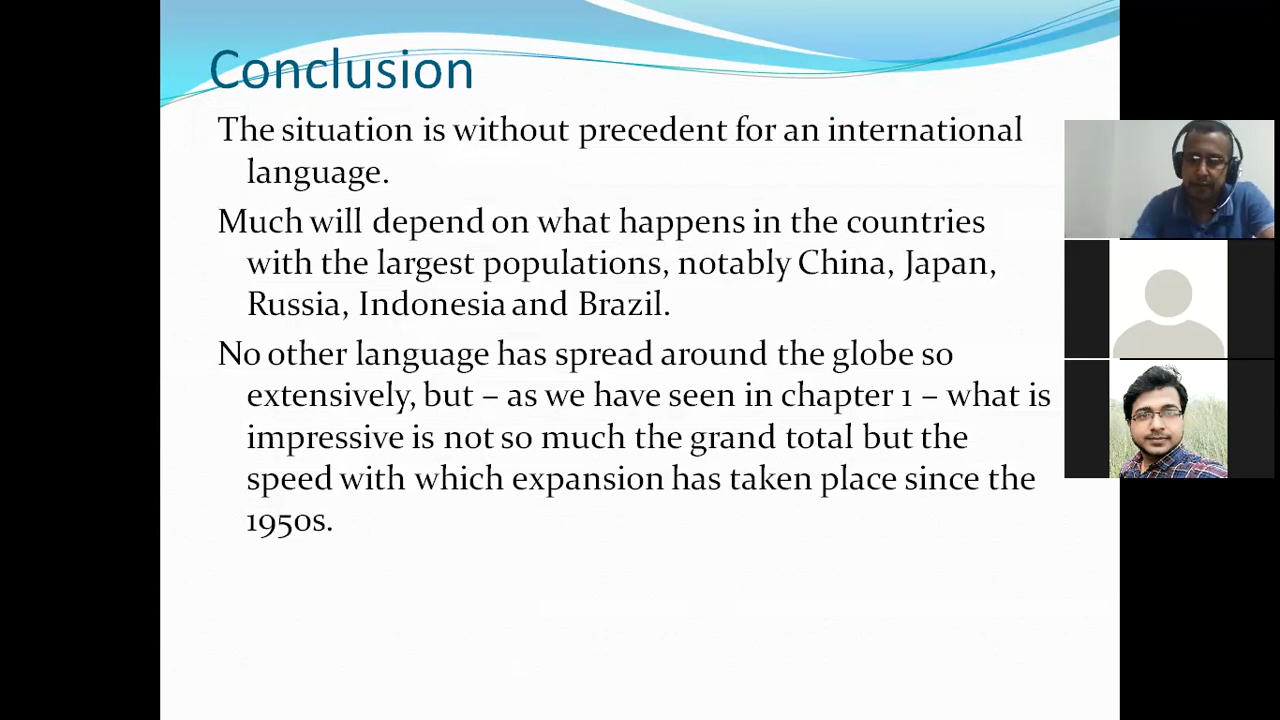 Conclusion
The situation is without precedent for an international
language.
Much will depend on what happens in the countries
with the largest populations, notably China, Japan,
Russia, Indonesia and Brazil.
No other language has spread around the globe so
extensively, but – as we have seen in chapter 1 – what is
impressive is not so much the grand total but the
speed with which expansion has taken place since the
1950s.